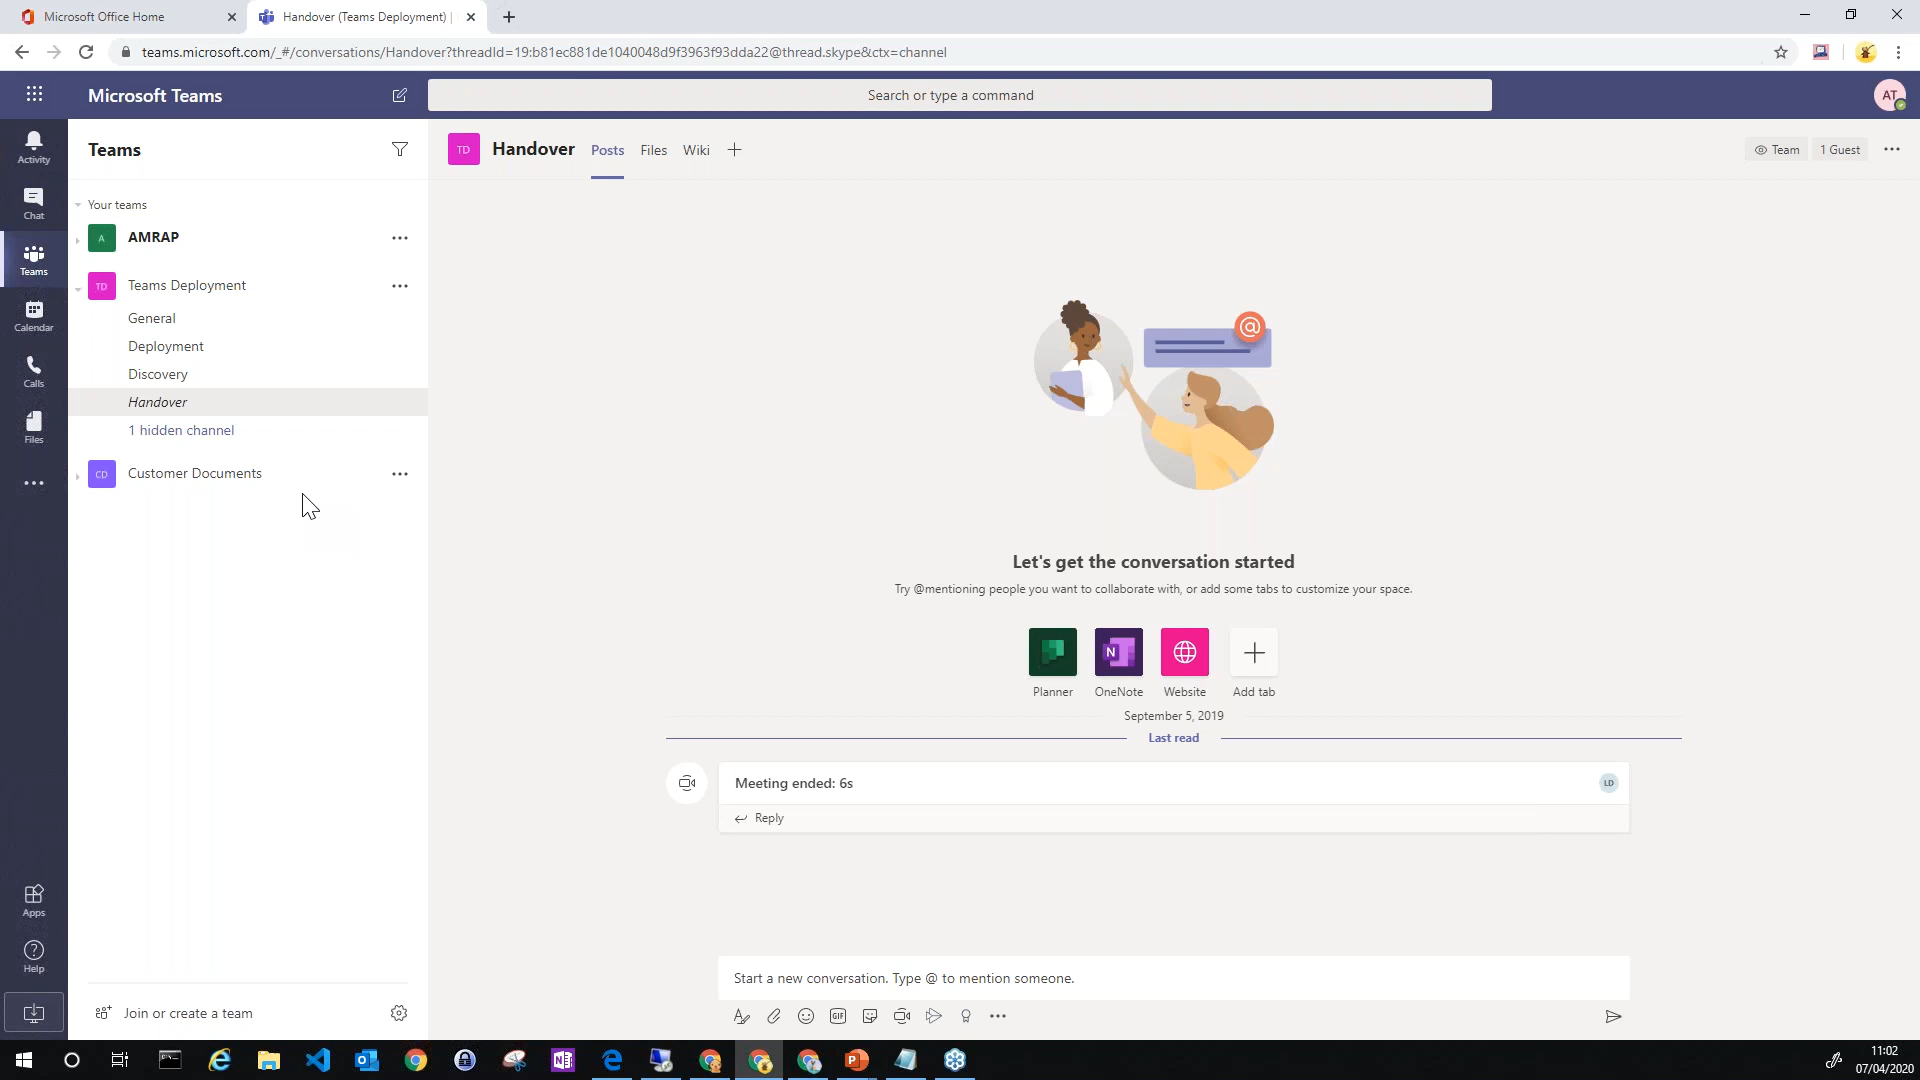 Microsoft Office Home
Handover (Teams Deployment) |
teams.microsoft.com/_#/conversations/Handover?threadId=19:b81ec881de1040048d9f3963f93dda22@thread.skype&ctx=channel
Microsoft Teams
Search or type a command
AT
Activity
Chat
Teams
Calendar
Calls
Files
Apps
Help
Teams
Your teams
A
AMRAP
TD
Teams Deployment
General
Deployment
Discovery
Handover
1 hidden channel
CD
Customer Documents
Join or create a team
TD
Handover
Posts
Files
Wiki
Team
1 Guest
@
Let's get the conversation started
Try @mentioning people you want to collaborate with, or add some tabs to customize your space.
N
Planner
OneNote
Website
Add tab
September 5, 2019
Last read
Meeting ended: 6s
LD
Reply
Start a new conversation. Type @ to mention someone.
GIF
11:02
07/04/2020